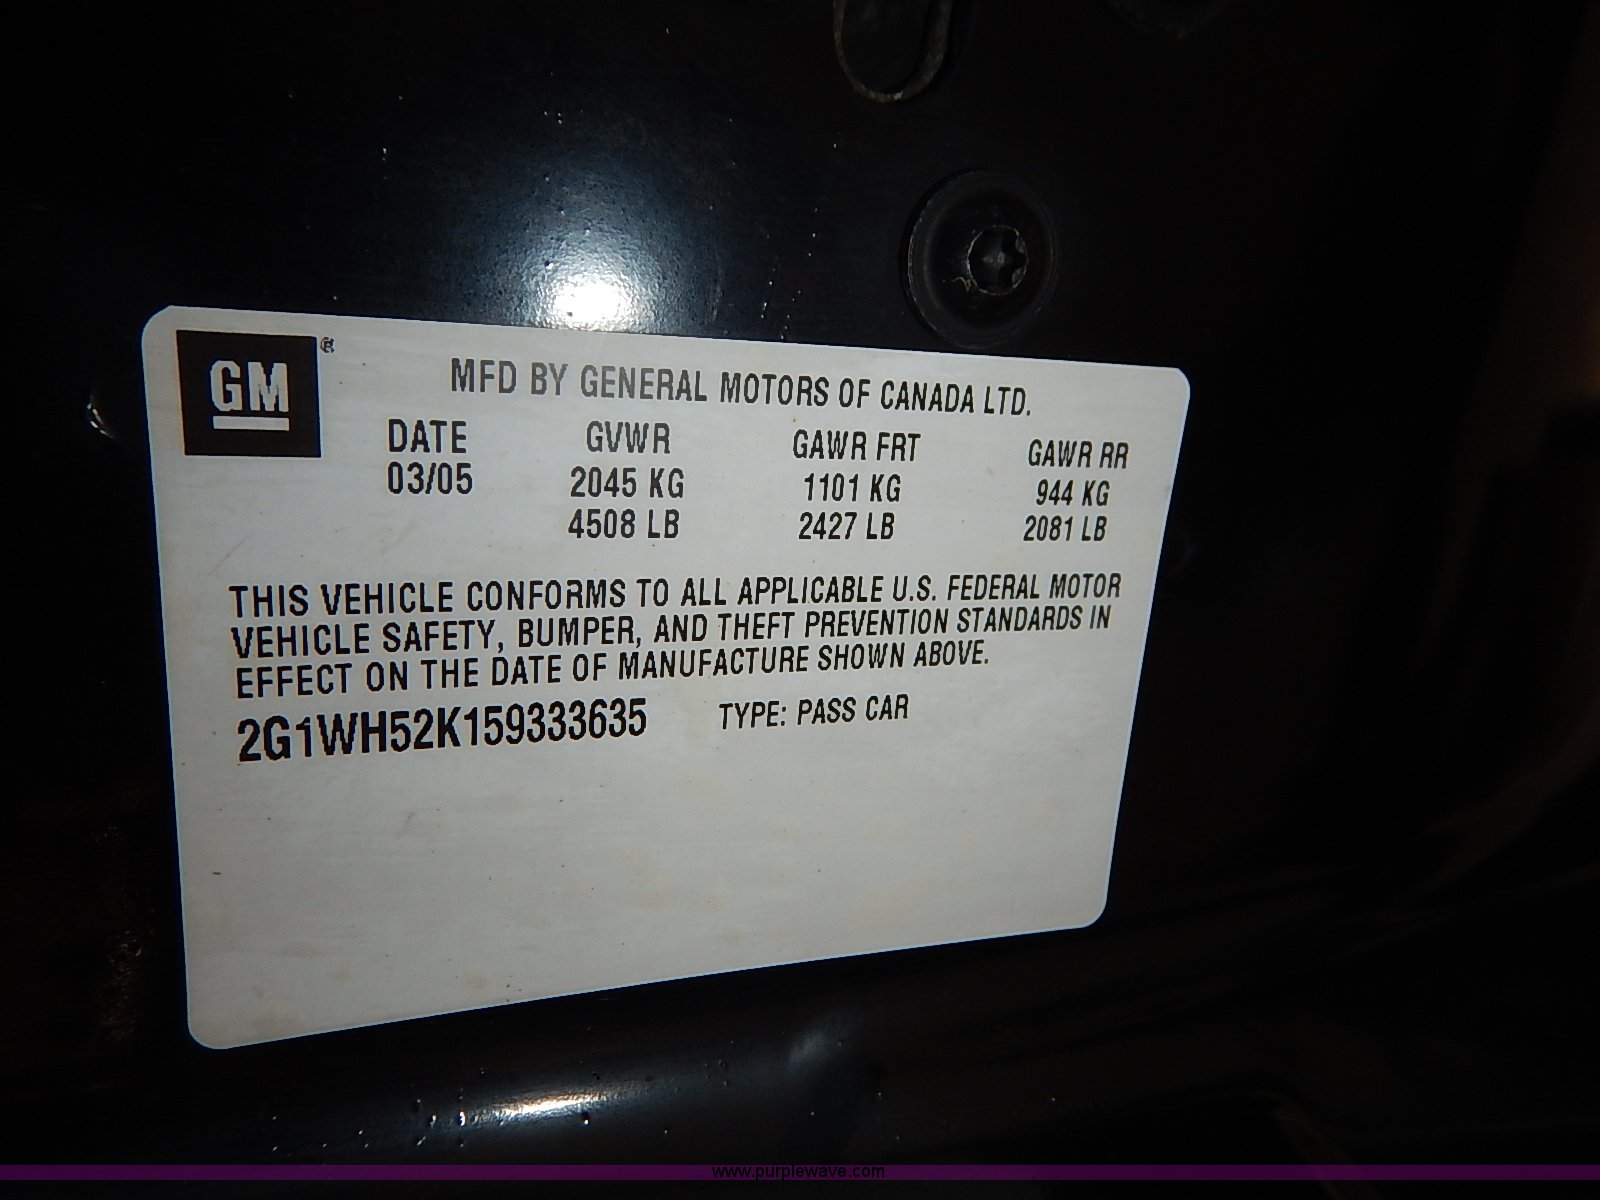 GM®
MFD BY GENERAL MOTORS OF CANADA LTD.
DATE GVWR GAWR FRT GAWR RR
03/05 2045 KG 1101 KG 944 KG
4508 LB 2427 LB 2081 LB
THIS VEHICLE CONFORMS TO ALL APPLICABLE U.S. FEDERAL MOTOR
VEHICLE SAFETY, BUMPER, AND THEFT PREVENTION STANDARDS IN
EFFECT ON THE DATE OF MANUFACTURE SHOWN ABOVE.
2G1WH52K159333635 TYPE: PASS CAR
www.purplewave.com